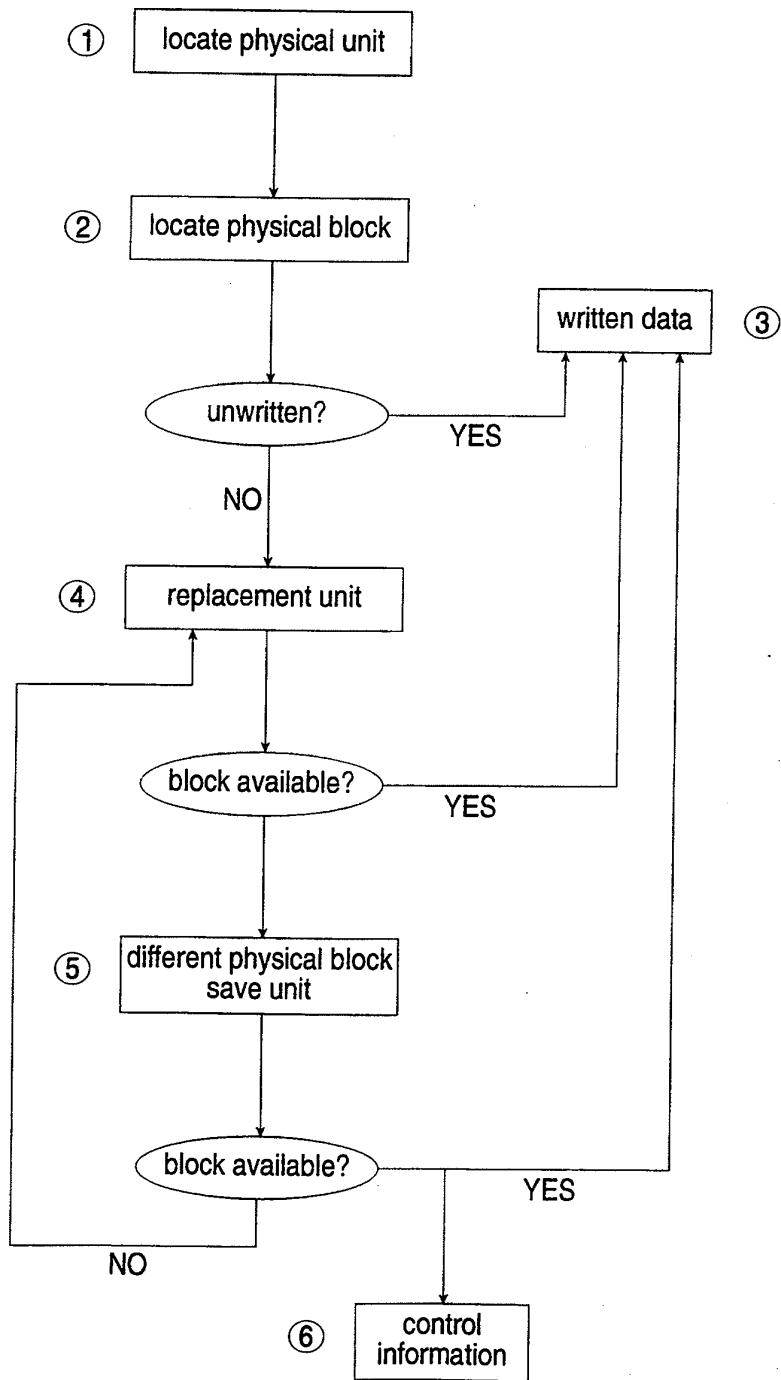 ① locate physical unit
② locate physical block
written data ③
unwritten?
YES
NO
④ replacement unit
block available?
YES
⑤ different physical block
save unit
block available?
YES
NO
⑥ control
information